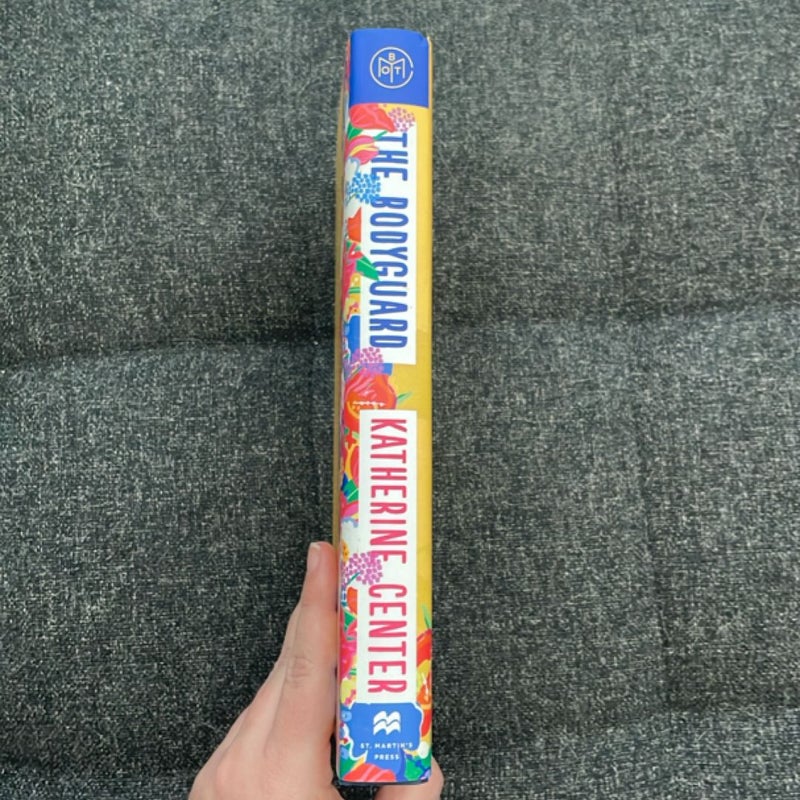 BOTM
THE BODYGUARD
KATHERINE CENTER
ST. MARTIN'S
PRESS